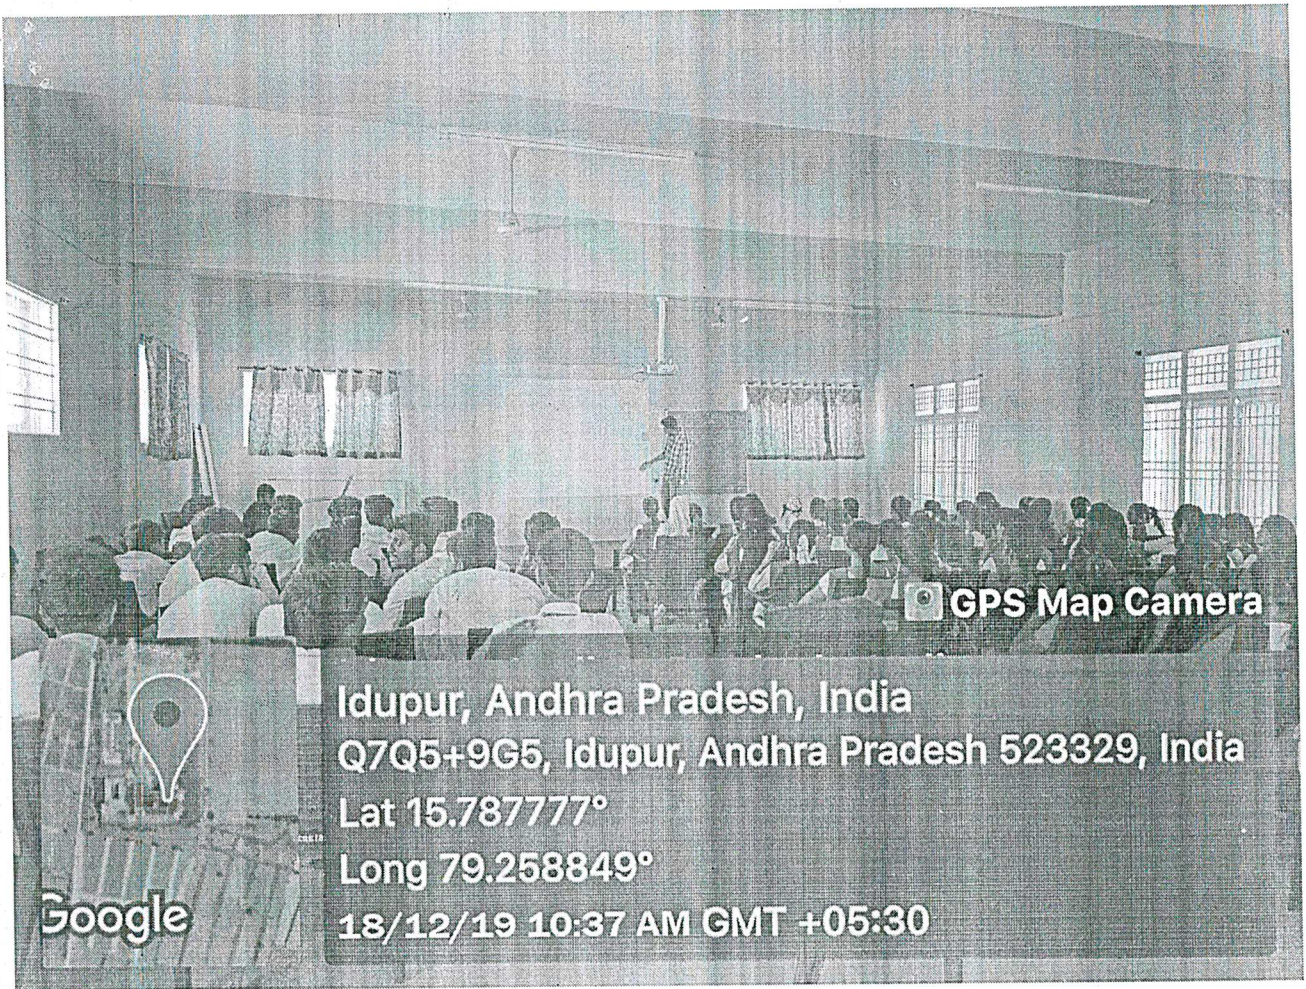 GPS Map Camera
Idupur, Andhra Pradesh, India
Q7Q5+9G5, Idupur, Andhra Pradesh 523329, India
Lat 15.787777°
Long 79.258849°
18/12/19 10:37 AM GMT +05:30
Google